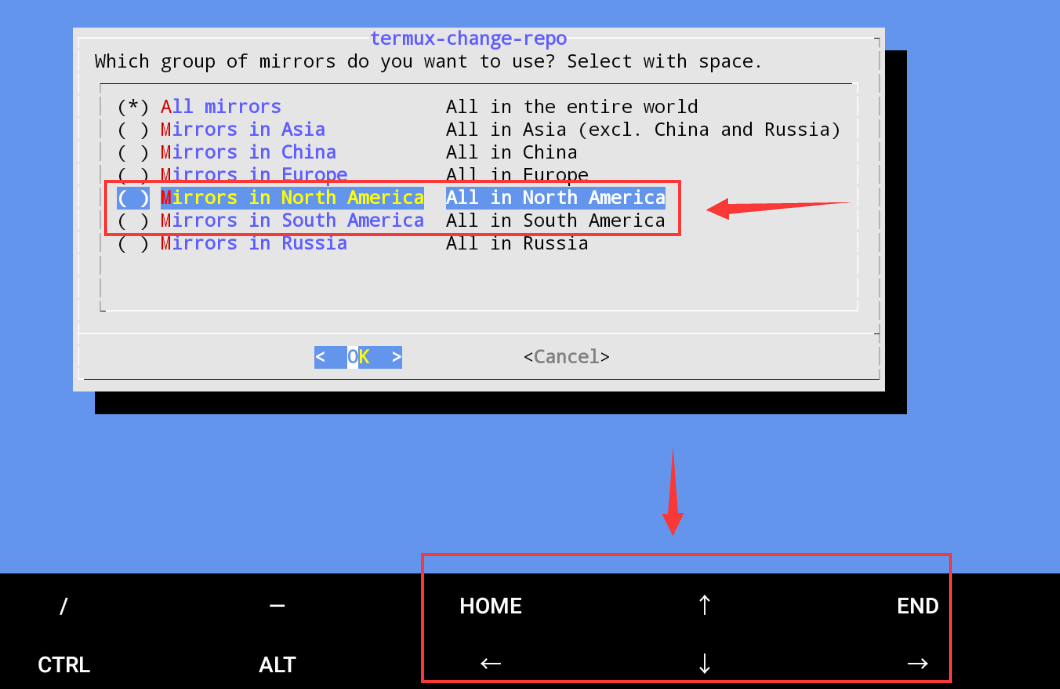 termux-change-repo
Which group of mirrors do you want to use? Select with space.
(*) All mirrors All in the entire world
( ) Mirrors in Asia All in Asia (excl. China and Russia)
( ) Mirrors in China All in China
( ) Mirrors in Europe All in Europe
( ) Mirrors in North America All in North America
( ) Mirrors in South America All in South America
( ) Mirrors in Russia All in Russia
< OK > <Cancel>
/ — HOME ↑ END
CTRL ALT ← ↓ →